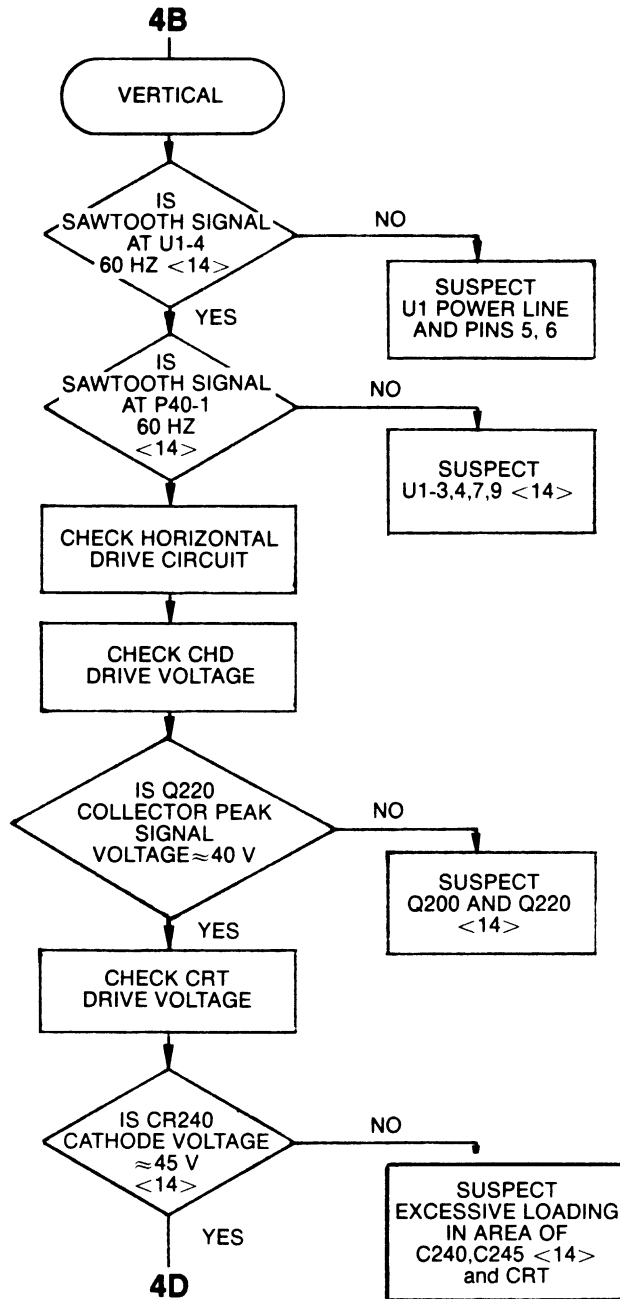 4B
VERTICAL
IS
SAWTOOTH SIGNAL
AT U1-4
60 HZ <14>
NO
SUSPECT
U1 POWER LINE
AND PINS 5, 6
YES
IS
SAWTOOTH SIGNAL
AT P40-1
60 HZ
<14>
NO
SUSPECT
U1-3,4,7,9 <14>
CHECK HORIZONTAL
DRIVE CIRCUIT
CHECK CHD
DRIVE VOLTAGE
IS Q220
COLLECTOR PEAK
SIGNAL
VOLTAGE≈40 V
NO
SUSPECT
Q200 AND Q220
<14>
YES
CHECK CRT
DRIVE VOLTAGE
IS CR240
CATHODE VOLTAGE
≈45 V
<14>
NO
SUSPECT
EXCESSIVE LOADING
IN AREA OF
C240,C245 <14>
and CRT
YES
4D